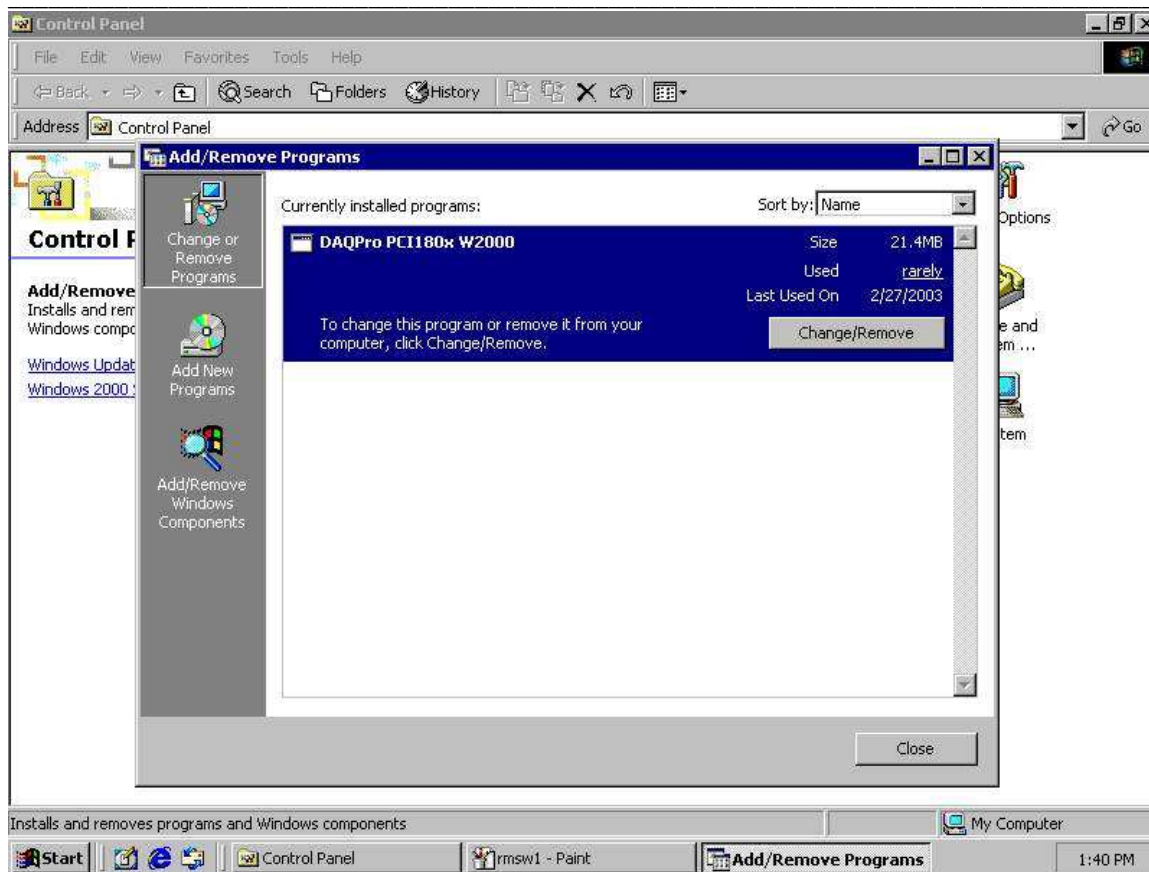 Control Panel
File Edit View Favorites Tools Help
Back Search Folders History
Address Control Panel Go
Add/Remove Programs
Change or Remove Programs
Add New Programs
Add/Remove Windows Components
Currently installed programs:
Sort by: Name
DAQPro PCI180x W2000
Size 21.4MB
Used rarely
Last Used On 2/27/2003
To change this program or remove it from your
computer, click Change/Remove.
Change/Remove
Close
Control P
Add/Remove
Installs and rem
Windows compo
Windows Updat
Windows 2000
Options
e and
em ...
tem
Installs and removes programs and Windows components
My Computer
Start Control Panel rmsw1 - Paint Add/Remove Programs 1:40 PM